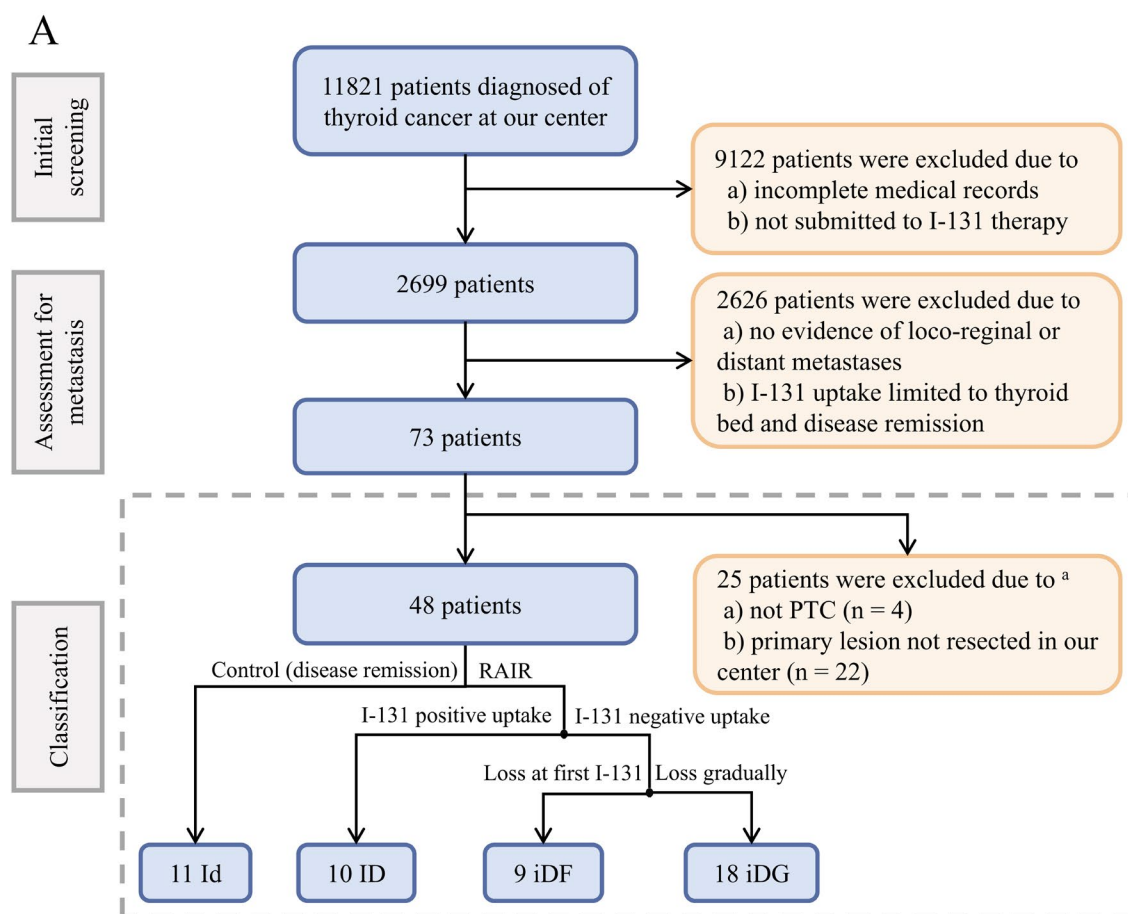 A
Initial
screening
11821 patients diagnosed of
thyroid cancer at our center
9122 patients were excluded due to
a) incomplete medical records
b) not submitted to I-131 therapy
Assessment for
metastasis
2699 patients
2626 patients were excluded due to
a) no evidence of loco-reginal or
distant metastases
b) I-131 uptake limited to thyroid
bed and disease remission
73 patients
Classification
48 patients
25 patients were excluded due to a
a) not PTC (n = 4)
b) primary lesion not resected in our
center (n = 22)
Control (disease remission)
RAIR
I-131 positive uptake
I-131 negative uptake
Loss at first I-131
Loss gradually
11 Id
10 ID
9 iDF
18 iDG